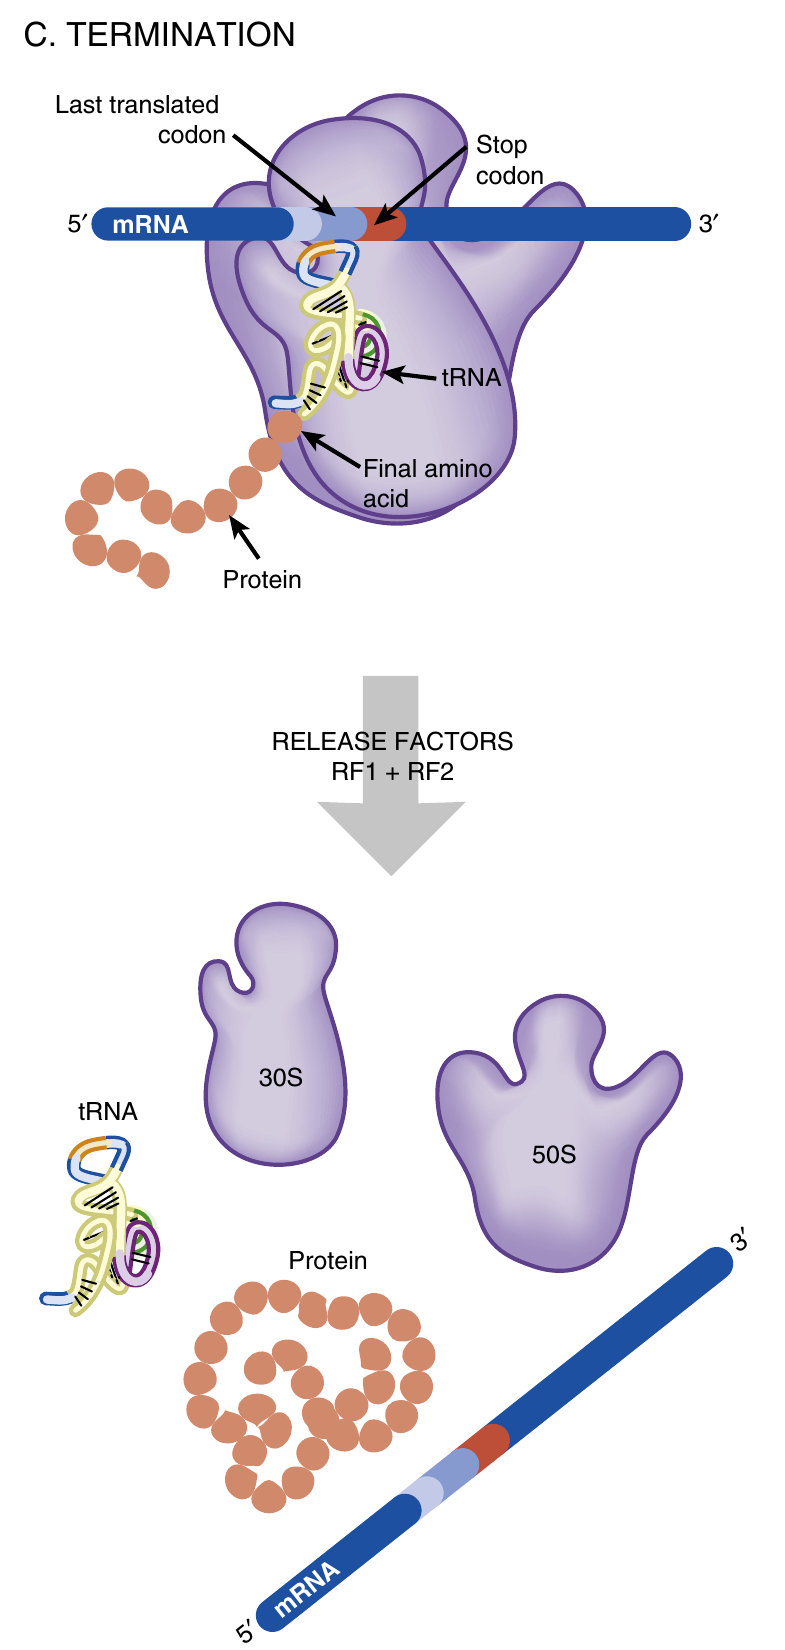 C. TERMINATION
Last translated
codon
Stop
codon
5′
mRNA
3′
tRNA
Final amino
acid
Protein
RELEASE FACTORS
RF1 + RF2
30S
50S
tRNA
Protein
3′
mRNA
5′